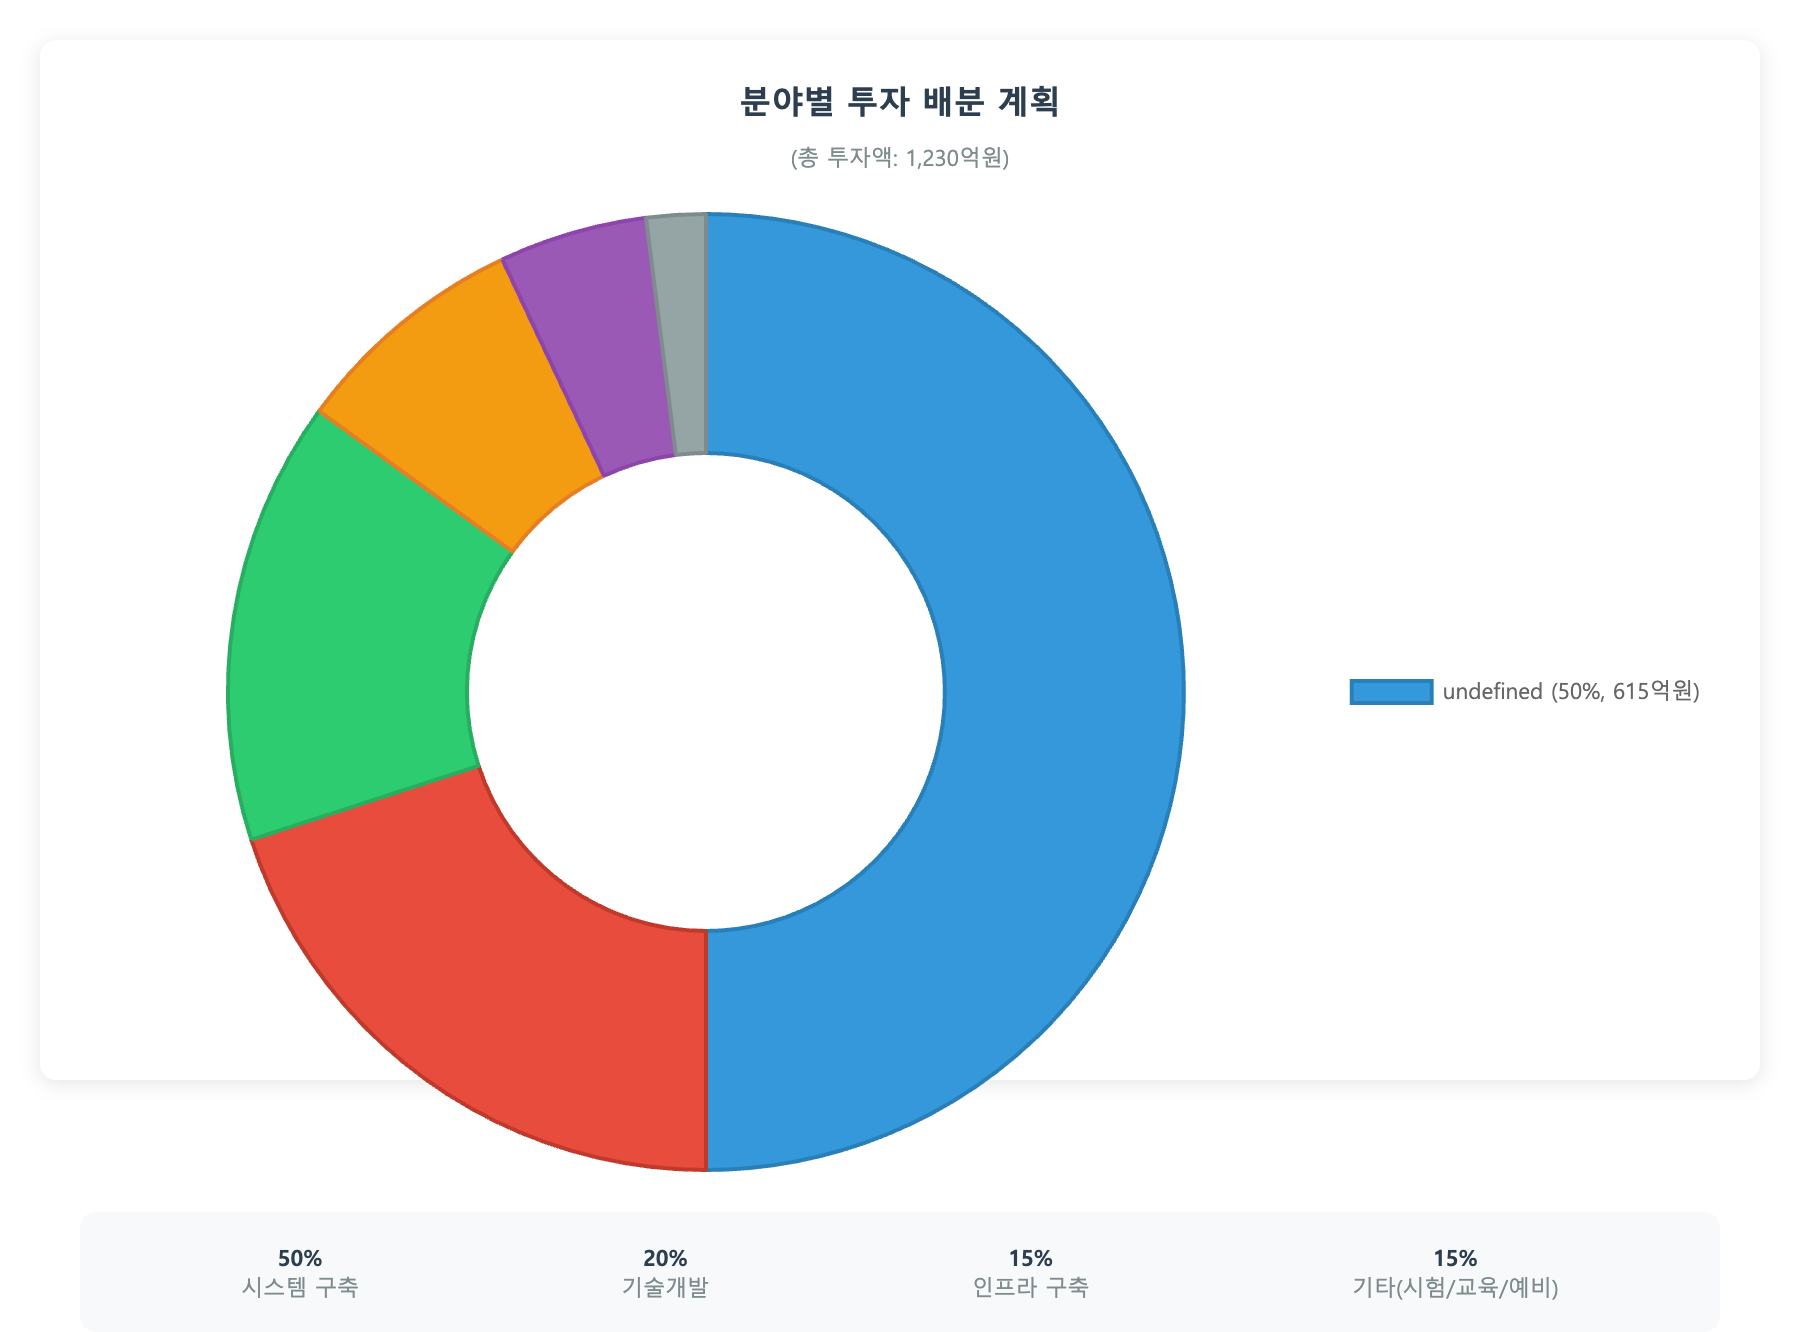 분야별 투자 배분 계획
(총 투자액: 1,230억원)
undefined (50%, 615억원)
50%
시스템 구축
20%
기술개발
15%
인프라 구축
15%
기타(시험/교육/예비)